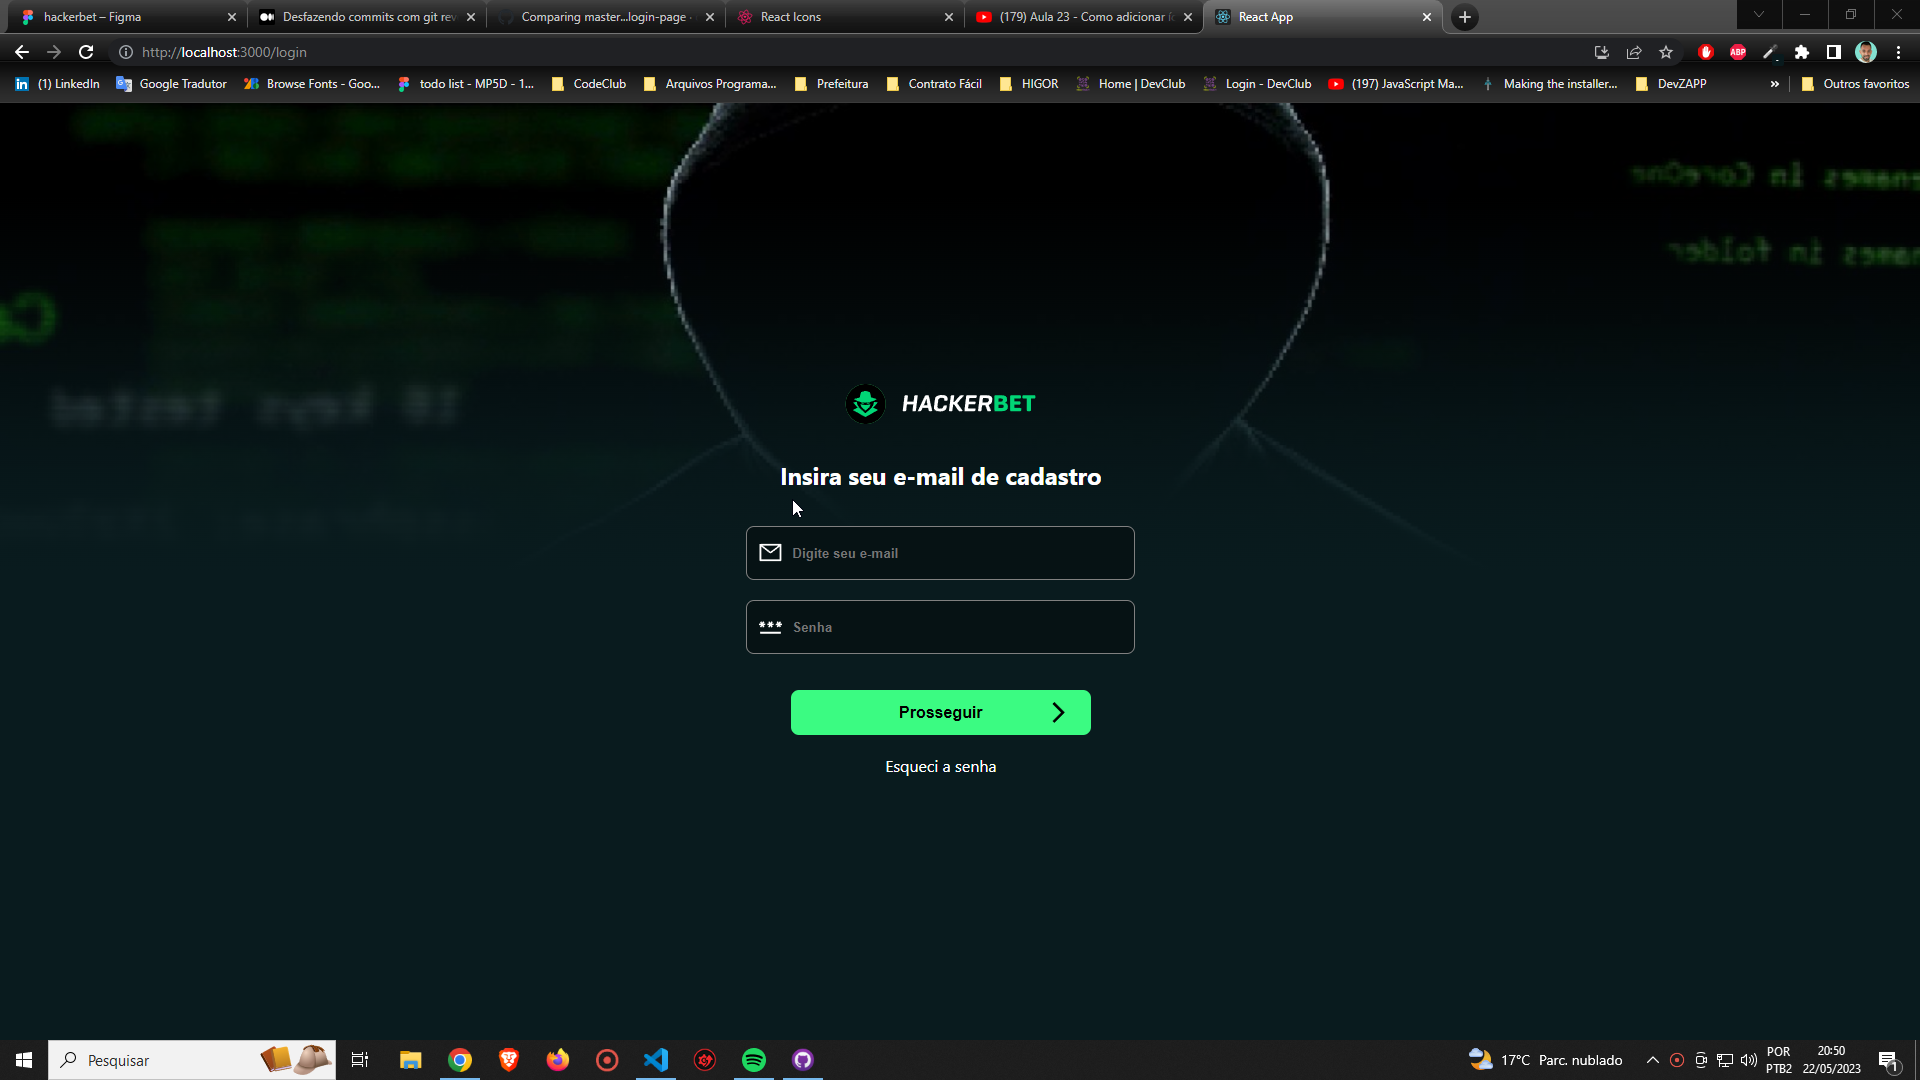 hackerbet – Figma
Desfazendo commits com git rev
Comparing master...login-page ·
React Icons
(179) Aula 23 - Como adicionar
React App
http://localhost:3000/login
ABP
(1) LinkedIn
Google Tradutor
Browse Fonts - Goo...
todo list - MP5D - 1...
CodeClub
Arquivos Programa...
Prefeitura
Contrato Fácil
HIGOR
Home | DevClub
Login - DevClub
(197) JavaScript Ma...
Making the installer...
DevZAPP
»
Outros favoritos
HACKERBET
Insira seu e-mail de cadastro
Digite seu e-mail
*** Senha
Prosseguir
Esqueci a senha
Pesquisar
17°C Parc. nublado
POR
PTB2
20:50
22/05/2023
1